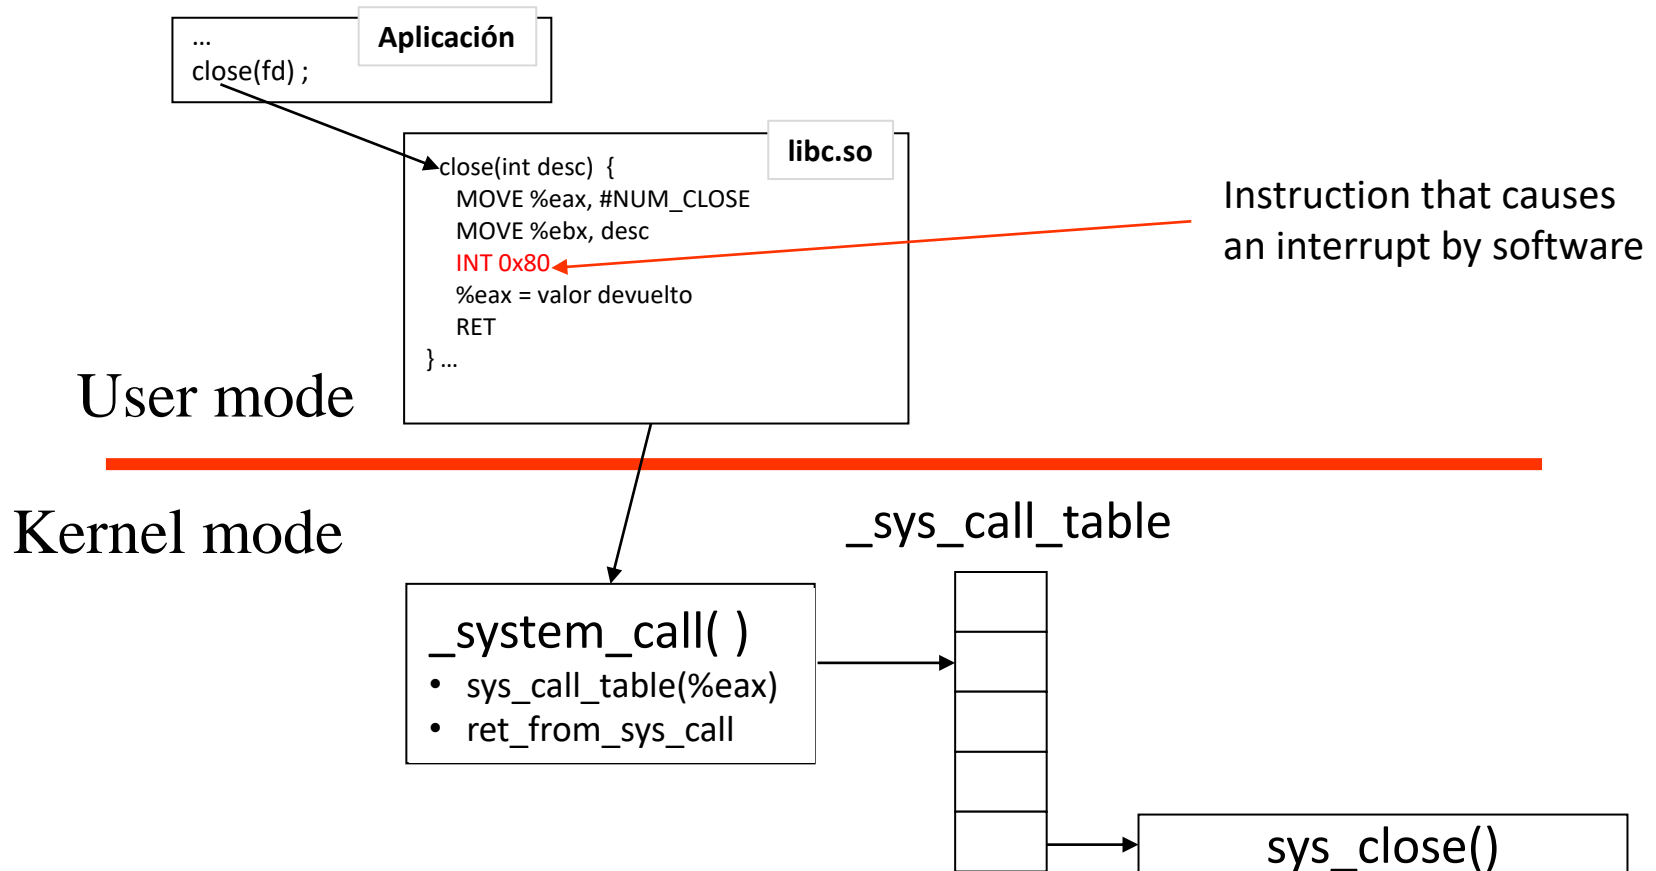 ...
Aplicación
close(fd) ;
libc.so
close(int desc) {
MOVE %eax, #NUM_CLOSE
MOVE %ebx, desc
INT 0x80
%eax = valor devuelto
RET
} ...
Instruction that causes
an interrupt by software
User mode
Kernel mode
_sys_call_table
_system_call( )
• sys_call_table(%eax)
• ret_from_sys_call
sys_close()